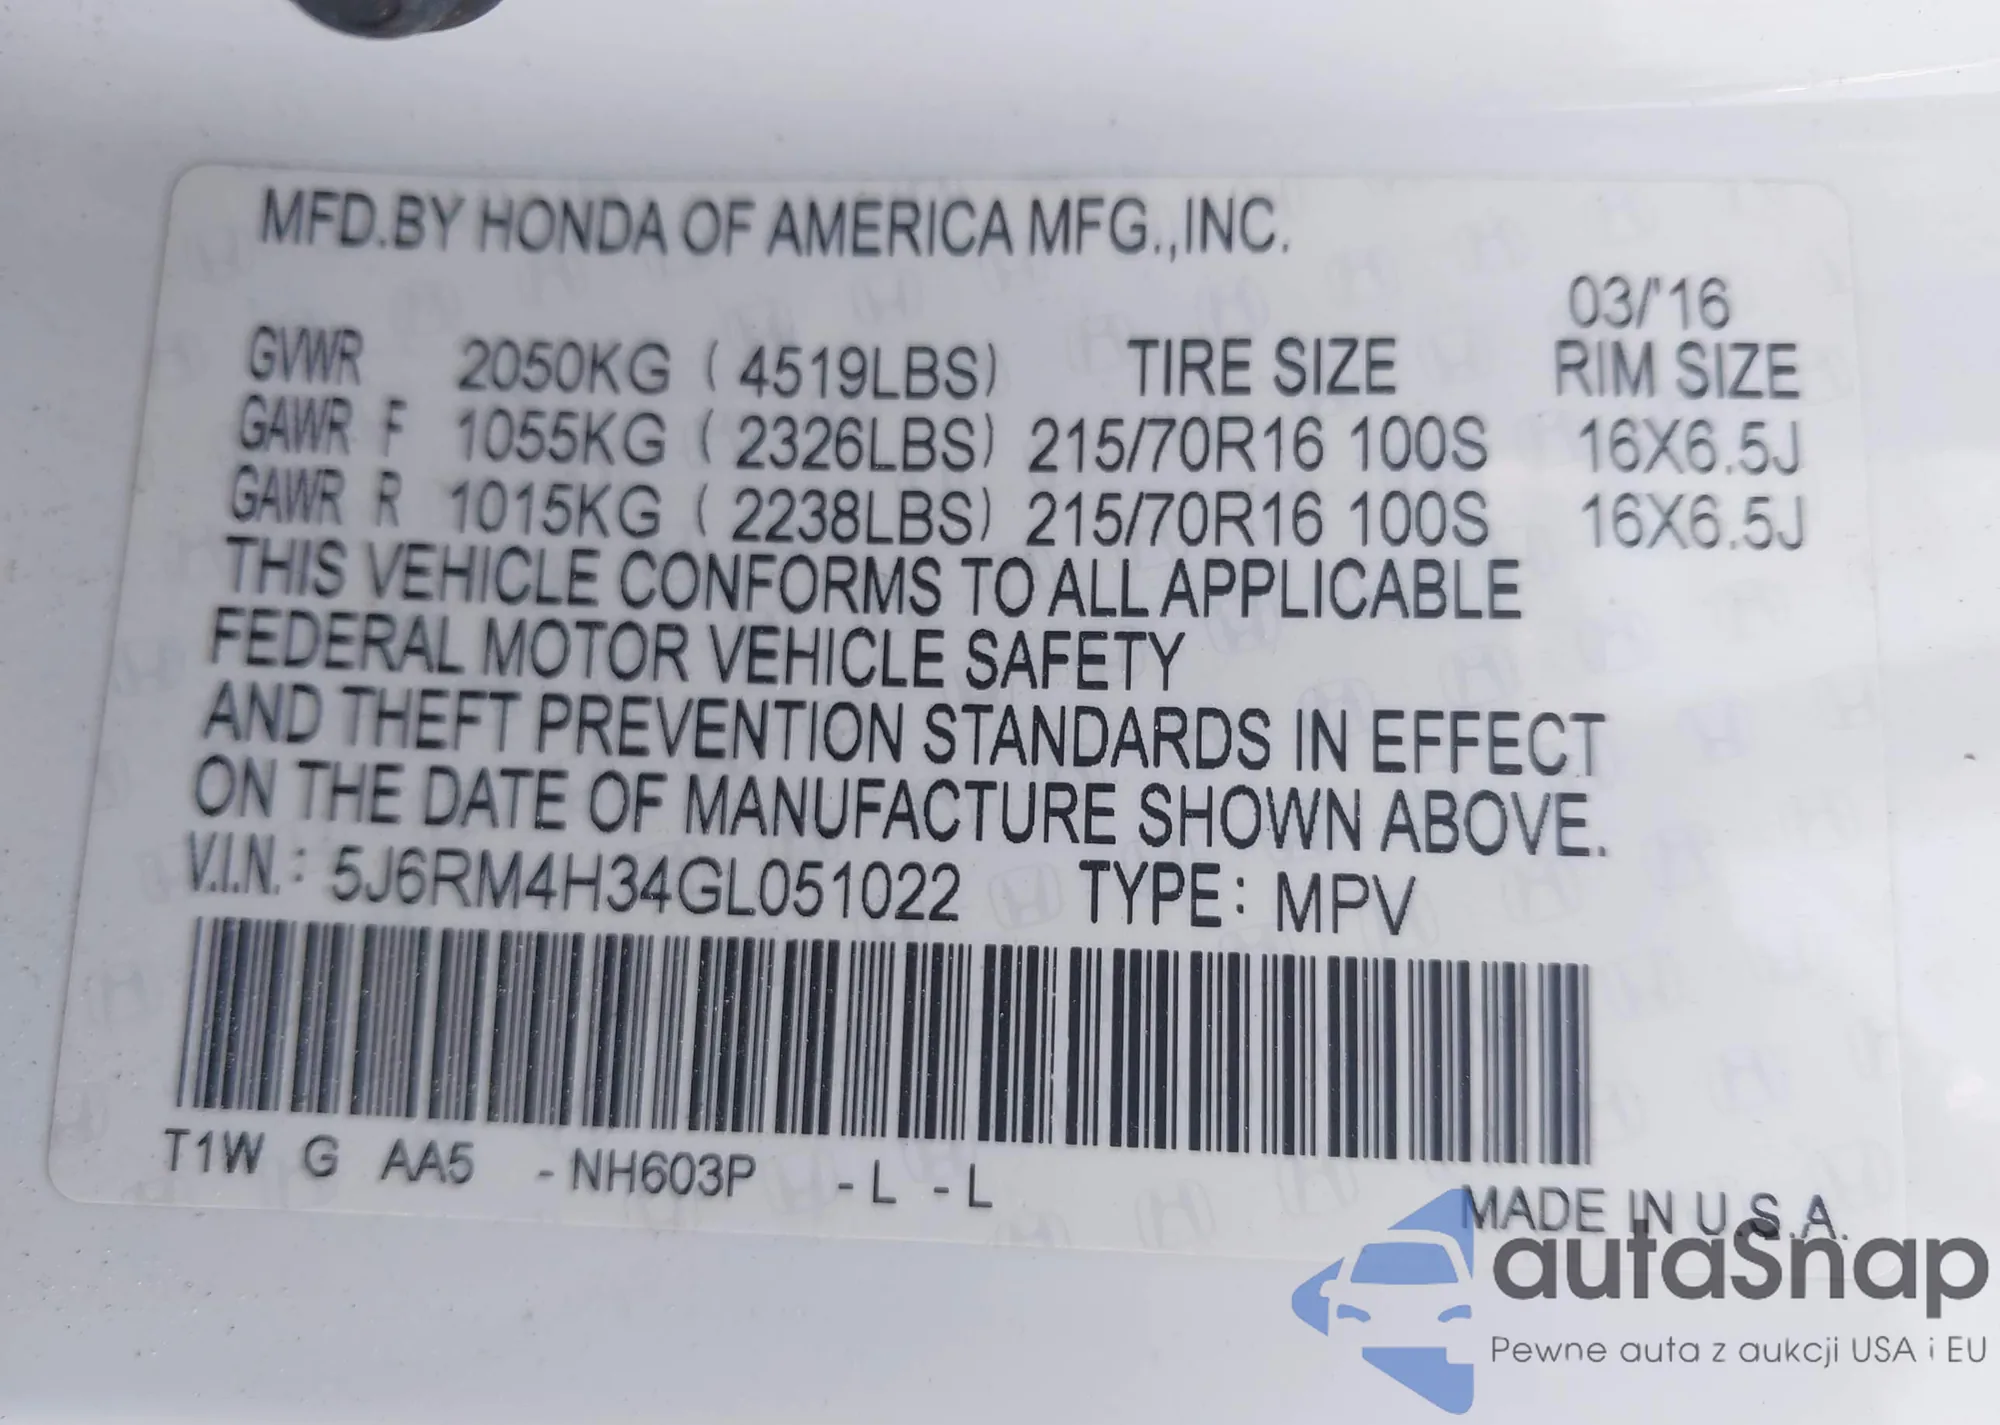 MFD.BY HONDA OF AMERICA MFG.,INC.
03/'16
GVWR 2050KG ( 4519LBS) TIRE SIZE RIM SIZE
GAWR F 1055KG ( 2326LBS) 215/70R16 100S 16X6.5J
GAWR R 1015KG ( 2238LBS) 215/70R16 100S 16X6.5J
THIS VEHICLE CONFORMS TO ALL APPLICABLE
FEDERAL MOTOR VEHICLE SAFETY
AND THEFT PREVENTION STANDARDS IN EFFECT
ON THE DATE OF MANUFACTURE SHOWN ABOVE.
V.I.N.: 5J6RM4H34GL051022 TYPE: MPV
T1W G AA5 -NH603P -L -L
MADE IN U.S.A.
autaSnap
Pewne auta z aukcji USA i EU